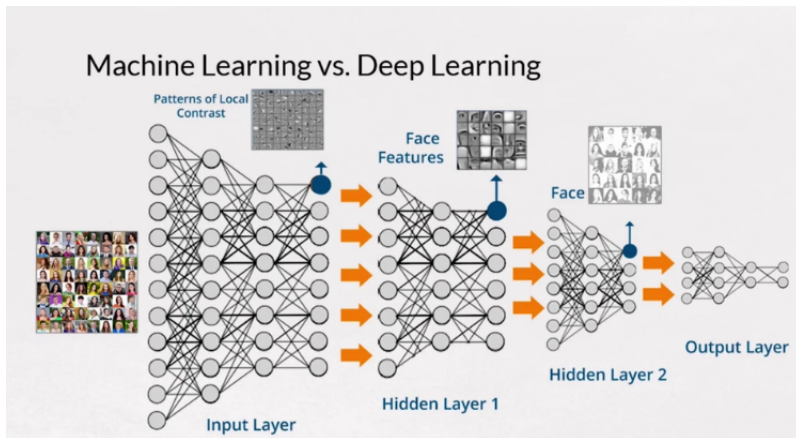 Machine Learning vs. Deep Learning
Patterns of Local
Contrast
Face
Features
Face
Input Layer
Hidden Layer 1
Hidden Layer 2
Output Layer